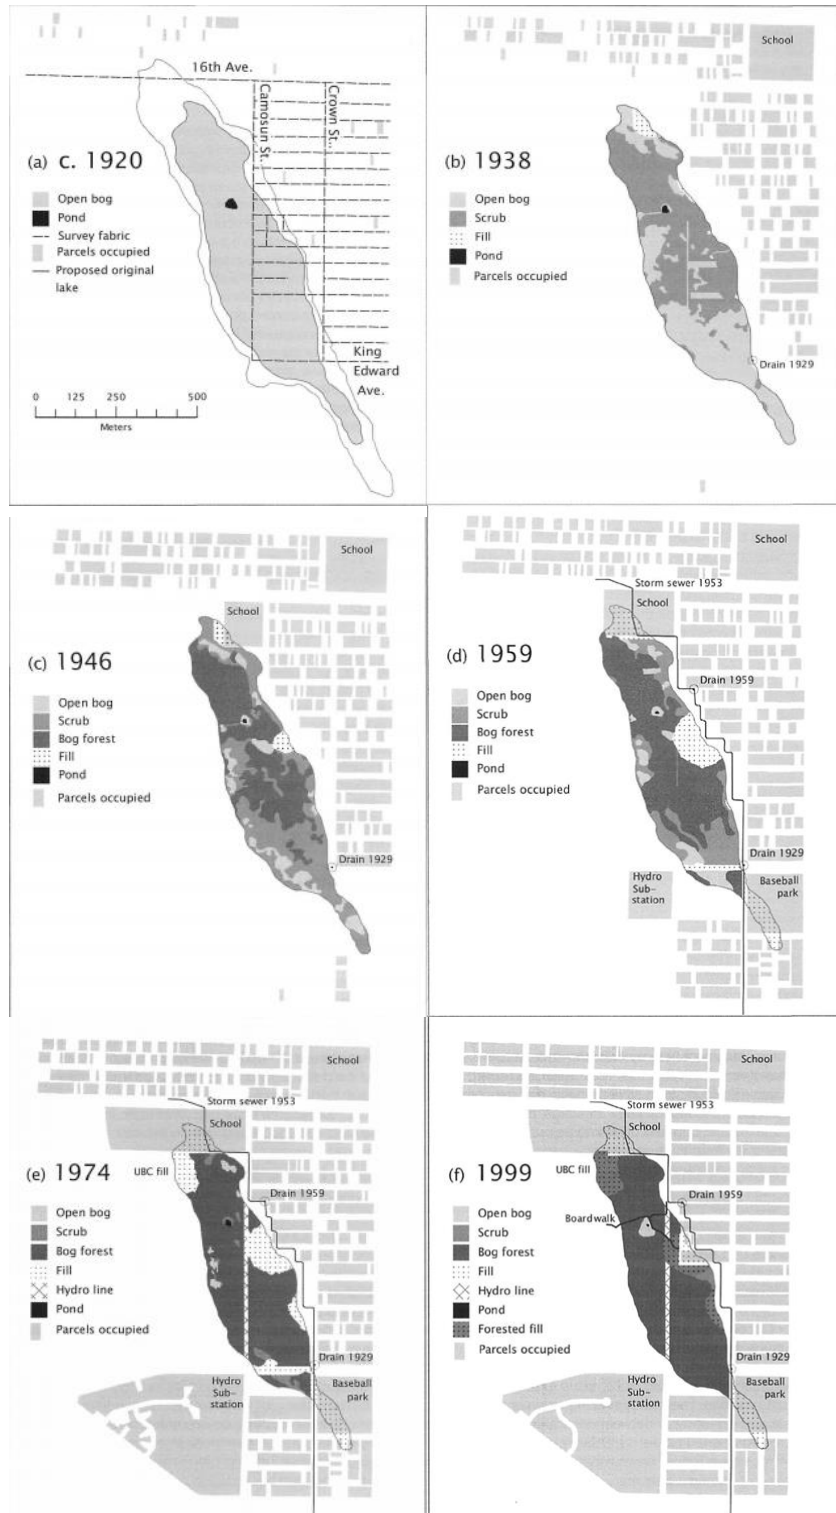 16th Ave.
Camosun St.
Crown St.
(a) c. 1920
Open bog
Pond
Survey fabric
Parcels occupied
Proposed original
lake
King
Edward
Ave.
0 125 250 500
Meters
School
(b) 1938
Open bog
Scrub
Fill
Pond
Parcels occupied
Drain 1929
School
School
(c) 1946
Open bog
Scrub
Bog forest
Fill
Pond
Parcels occupied
Drain 1929
School
Storm sewer 1953
School
(d) 1959
Drain 1959
Open bog
Scrub
Bog forest
Fill
Pond
Parcels occupied
Drain 1929
Hydro
Sub-
station
Baseball
park
School
Storm sewer 1953
School
(e) 1974
UBC fill
Drain 1959
Open bog
Scrub
Bog forest
Fill
Hydro line
Pond
Parcels occupied
Drain 1929
Hydro
Sub-
station
Baseball
park
School
Storm sewer 1953
School
(f) 1999
UBC fill
Drain 1959
Boardwalk
Open bog
Scrub
Bog forest
Fill
Hydro line
Pond
Forested fill
Parcels occupied
Drain 1929
Hydro
Sub-
station
Baseball
park